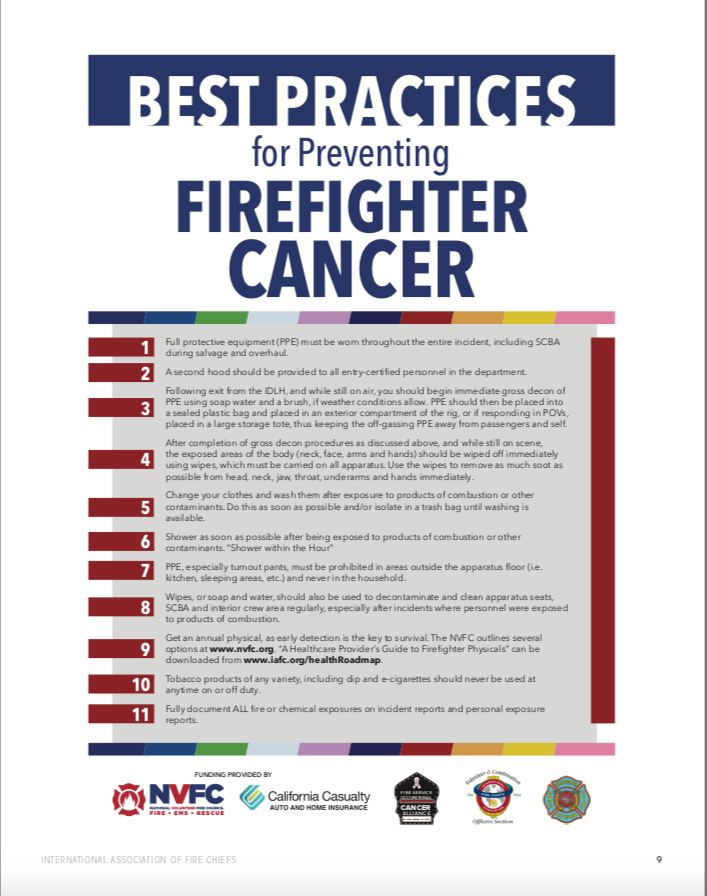 BEST PRACTICES
for Preventing
FIREFIGHTER
CANCER
1 Full protective equipment (PPE) must be worn throughout the entire incident, including SCBA
during salvage and overhaul.
2 A second hood should be provided to all entry-certified personnel in the department.
3 Following exit from the IDLH, and while still on air, you should begin immediate gross decon of
PPE using soap water and a brush, if weather conditions allow. PPE should then be placed into
a sealed plastic bag and placed in an exterior compartment of the rig, or if responding in POVs,
placed in a large storage tote, thus keeping the off-gassing PPE away from passengers and self.
4 After completion of gross decon procedures as discussed above, and while still on scene,
the exposed areas of the body (neck, face, arms and hands) should be wiped off immediately
using wipes, which must be carried on all apparatus. Use the wipes to remove as much soot as
possible from head, neck, jaw, throat, underarms and hands immediately.
5 Change your clothes and wash them after exposure to products of combustion or other
contaminants. Do this as soon as possible and/or isolate in a trash bag until washing is
available.
6 Shower as soon as possible after being exposed to products of combustion or other
contaminants. “Shower within the Hour”
7 PPE, especially turnout pants, must be prohibited in areas outside the apparatus floor (i.e.
kitchen, sleeping areas, etc.) and never in the household.
8 Wipes, or soap and water, should also be used to decontaminate and clean apparatus seats,
SCBA and interior crew area regularly, especially after incidents where personnel were exposed
to products of combustion.
9 Get an annual physical, as early detection is the key to survival. The NVFC outlines several
options at www.nvfc.org. “A Healthcare Provider’s Guide to Firefighter Physicals” can be
downloaded from www.iafc.org/healthRoadmap.
10 Tobacco products of any variety, including dip and e-cigarettes should never be used at
anytime on or off duty.
11 Fully document ALL fire or chemical exposures on incident reports and personal exposure
reports.
FUNDING PROVIDED BY
NVFC
NATIONAL VOLUNTEER FIRE COUNCIL
FIRE • EMS • RESCUE
California Casualty
AUTO AND HOME INSURANCE
FIRE SERVICE
OCCUPATIONAL
CANCER
ALLIANCE
Volunteer & Combination
Officers Section
INTERNATIONAL ASSOCIATION OF FIRE CHIEFS
9